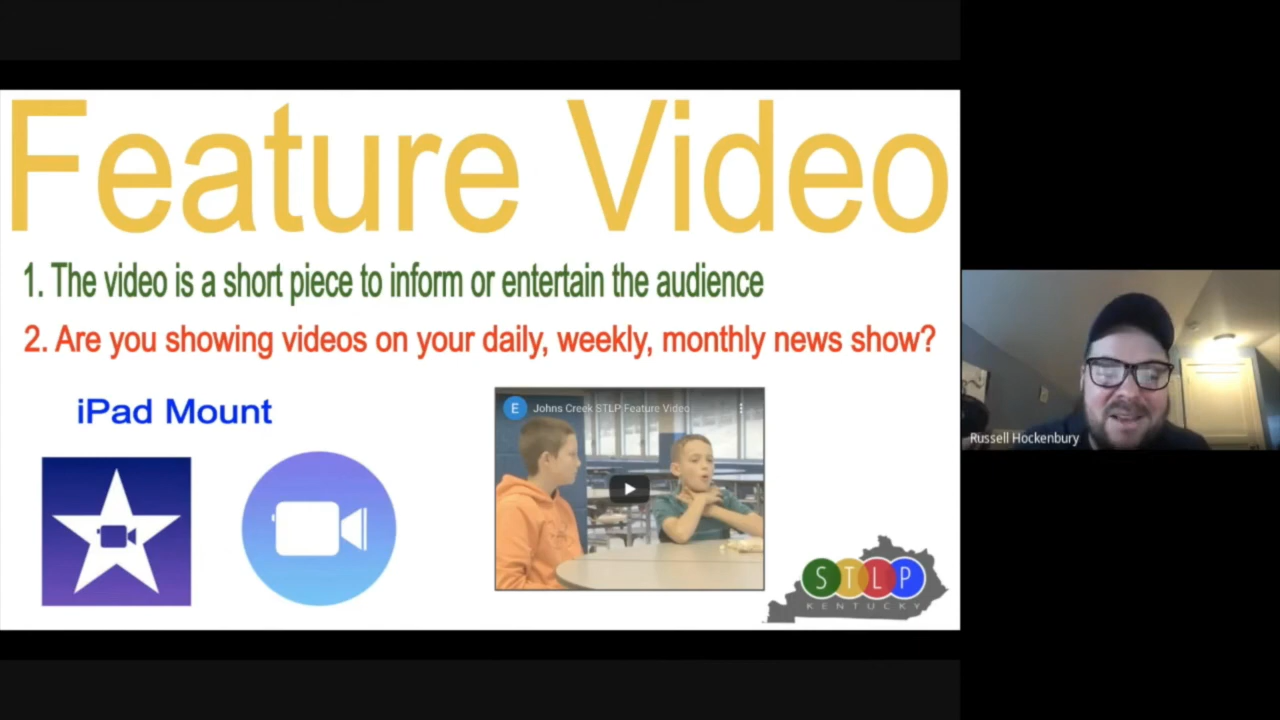 Feature Video
1. The video is a short piece to inform or entertain the audience
2. Are you showing videos on your daily, weekly, monthly news show?
iPad Mount
E Johns Creek STLP Feature Video
STLP
KENTUCKY
Russell Hockenbury